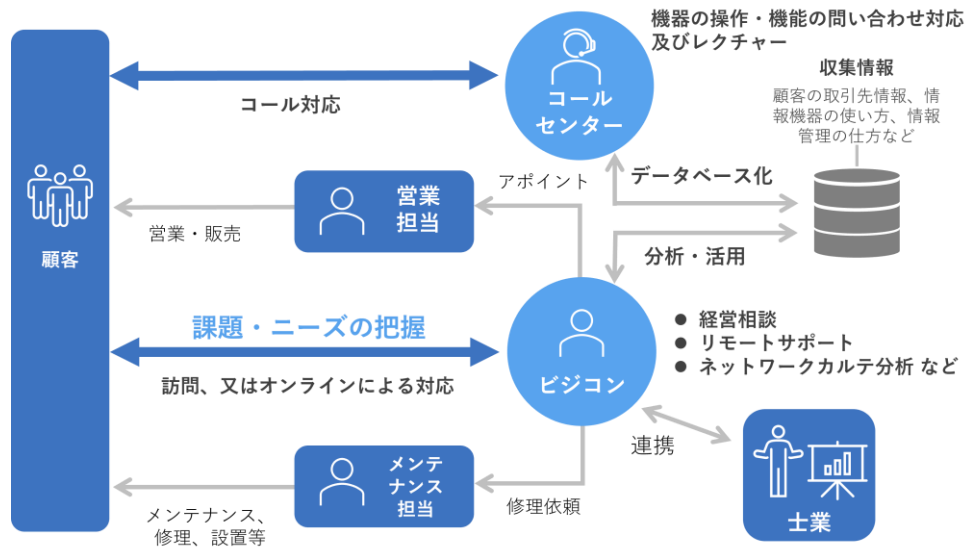 機器の操作・機能の問い合わせ対応
及びレクチャー
コール
センター
コール対応
収集情報
顧客の取引先情報、情
報機器の使い方、情報
管理の仕方など
データベース化
アポイント
営業
担当
営業・販売
顧客
分析・活用
課題・ニーズの把握
訪問、又はオンラインによる対応
ビジコン
● 経営相談
● リモートサポート
● ネットワークカルテ分析 など
連携
士業
メンテ
ナンス
担当
修理依頼
メンテナンス、
修理、設置等